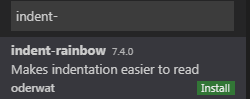 indent-
indent-rainbow 7.4.0
Makes indentation easier to read
oderwat Install